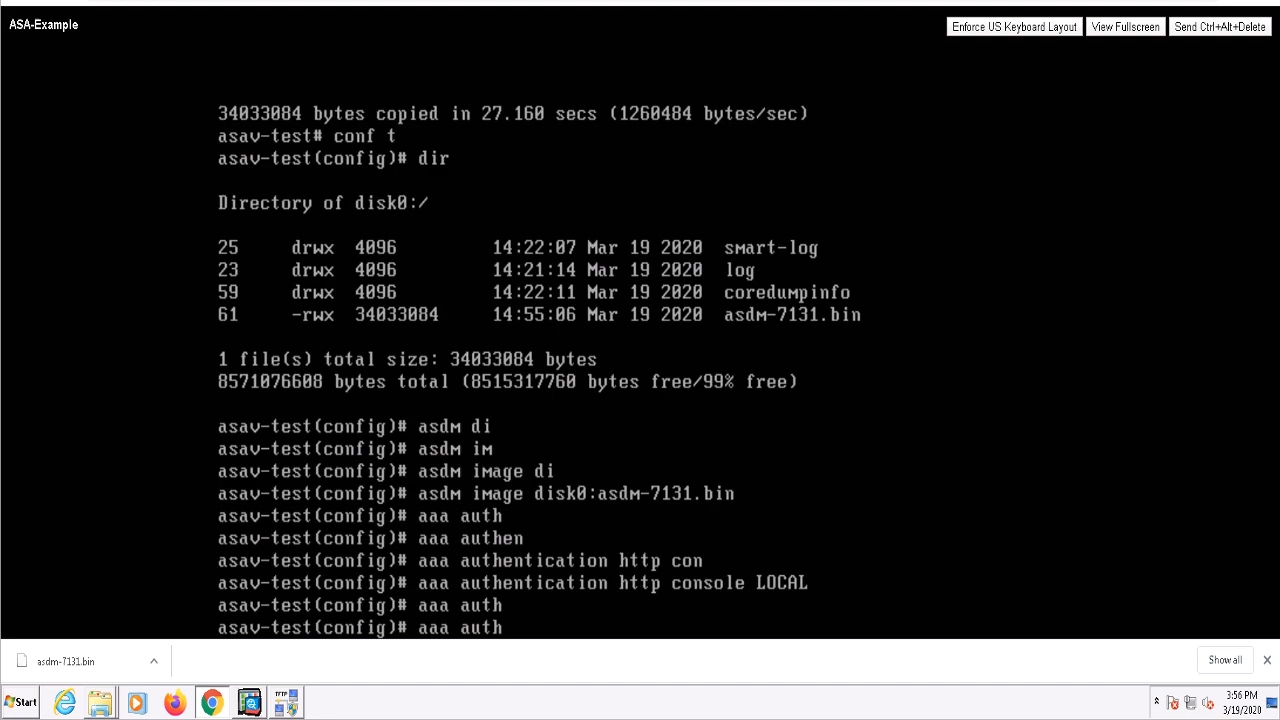 ASA-Example
Enforce US Keyboard Layout View Fullscreen Send Ctrl+Alt+Delete
34033084 bytes copied in 27.160 secs (1260484 bytes/sec)
asav-test# conf t
asav-test(config)# dir
Directory of disk0:/
25 drwx 4096 14:22:07 Mar 19 2020 smart-log
23 drwx 4096 14:21:14 Mar 19 2020 log
59 drwx 4096 14:22:11 Mar 19 2020 coredumpinfo
61 -rwx 34033084 14:55:06 Mar 19 2020 asdm-7131.bin
1 file(s) total size: 34033084 bytes
8571076608 bytes total (8515317760 bytes free/99% free)
asav-test(config)# asdm di
asav-test(config)# asdm im
asav-test(config)# asdm image di
asav-test(config)# asdm image disk0:asdm-7131.bin
asav-test(config)# aaa auth
asav-test(config)# aaa authen
asav-test(config)# aaa authentication http con
asav-test(config)# aaa authentication http console LOCAL
asav-test(config)# aaa auth
asav-test(config)# aaa auth
asdm-7131.bin Show all
Start TFTP 3:56 PM
3/19/2020